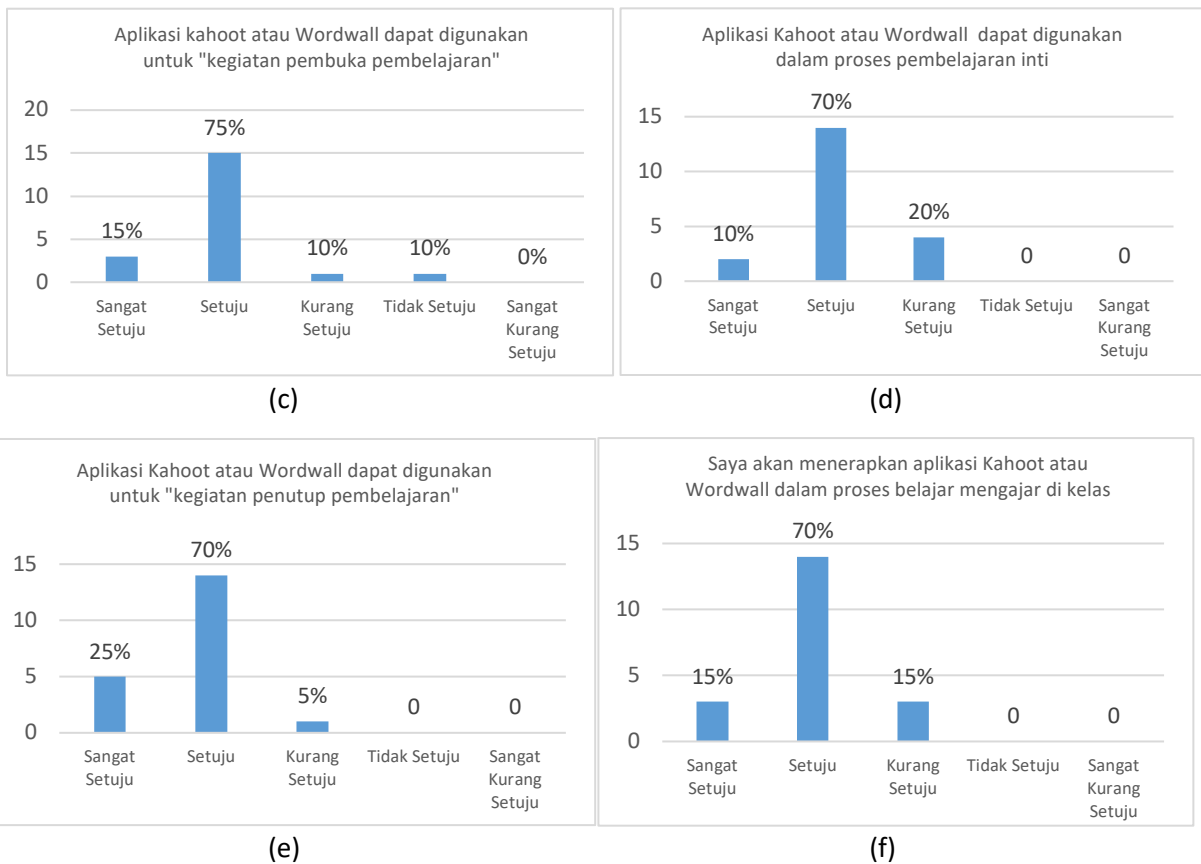 Aplikasi kahoot atau Wordwall dapat digunakan
untuk "kegiatan pembuka pembelajaran"
20
15
10
5
0
15%
75%
10%
10%
0%
Sangat
Setuju
Setuju
Kurang
Setuju
Tidak Setuju
Sangat
Kurang
Setuju
(c)
Aplikasi Kahoot atau Wordwall dapat digunakan
dalam proses pembelajaran inti
15
10
5
0
10%
70%
20%
0
0
Sangat
Setuju
Setuju
Kurang
Setuju
Tidak Setuju
Sangat
Kurang
Setuju
(d)
Aplikasi Kahoot atau Wordwall dapat digunakan
untuk "kegiatan penutup pembelajaran"
15
10
5
0
25%
70%
5%
0
0
Sangat
Setuju
Setuju
Kurang
Setuju
Tidak Setuju
Sangat
Kurang
Setuju
(e)
Saya akan menerapkan aplikasi Kahoot atau
Wordwall dalam proses belajar mengajar di kelas
15
10
5
0
15%
70%
15%
0
0
Sangat
Setuju
Setuju
Kurang
Setuju
Tidak Setuju
Sangat
Kurang
Setuju
(f)